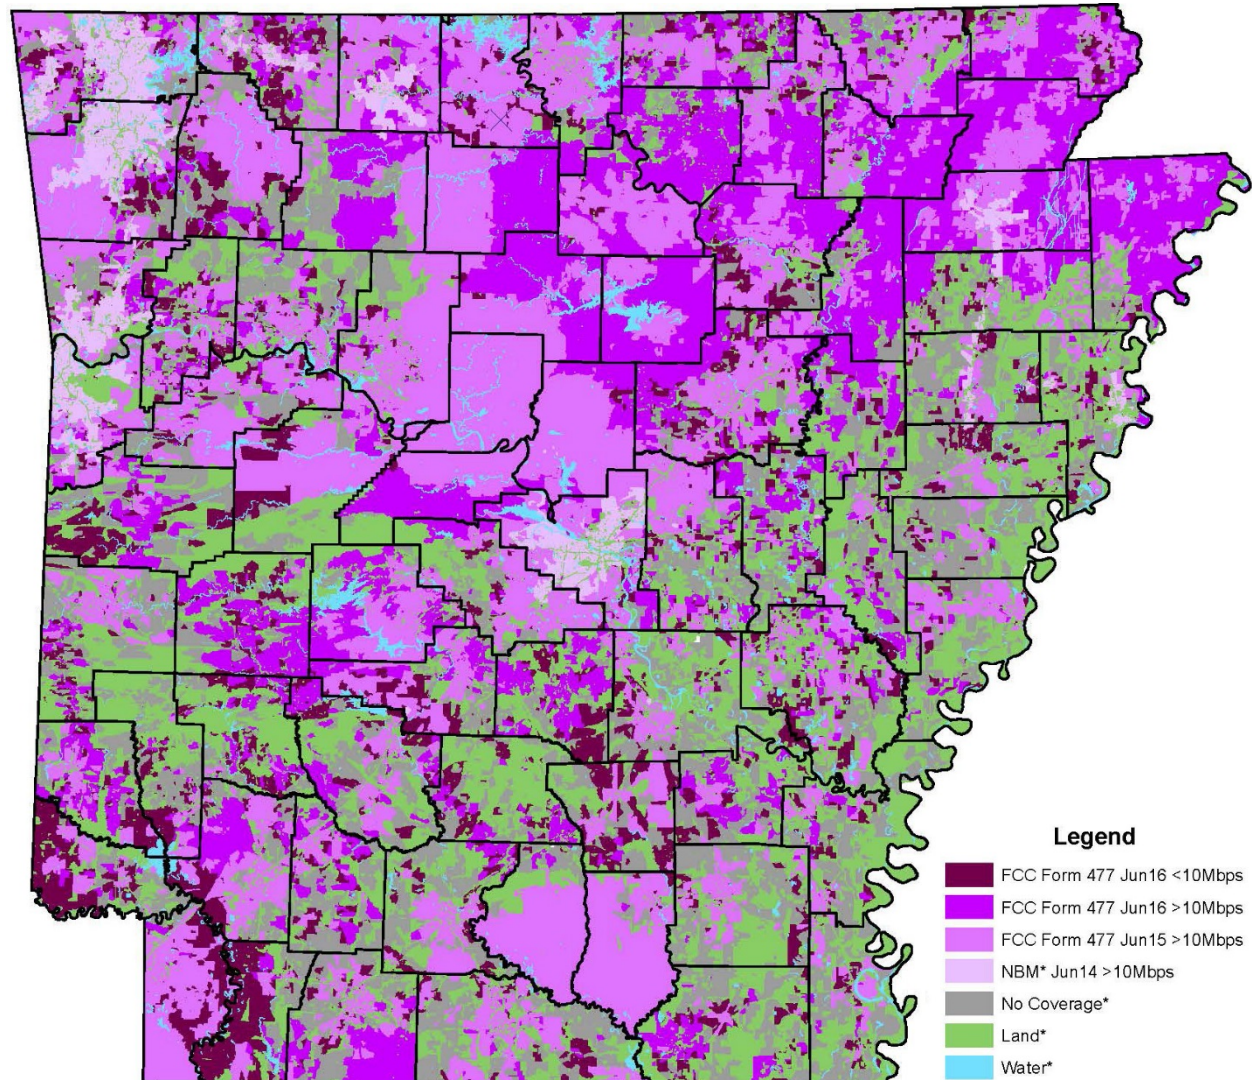 Legend
FCC Form 477 Jun16 <10Mbps
FCC Form 477 Jun16 >10Mbps
FCC Form 477 Jun15 >10Mbps
NBM* Jun14 >10Mbps
No Coverage*
Land*
Water*